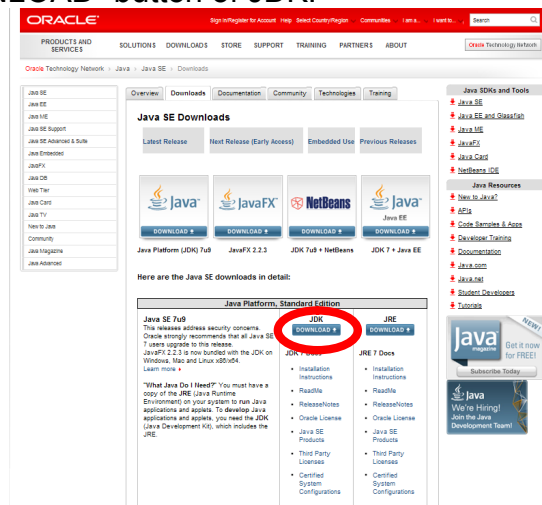 ORACLE
Sign In/Register for Account Help Select Country/Region Communities I am a... I want to... Search
PRODUCTS AND SERVICES SOLUTIONS DOWNLOADS STORE SUPPORT TRAINING PARTNERS ABOUT Oracle Technology Network
Oracle Technology Network > Java > Java SE > Downloads
Java SE
Java EE
Java ME
Java SE Support
Java SE Advanced & Suite
Java Embedded
JavaFX
Java DB
Web Tier
Java Card
Java TV
New to Java
Community
Java Magazine
Java Advanced
Overview Downloads Documentation Community Technologies Training
Java SE Downloads
Latest Release Next Release (Early Access) Embedded Use Previous Releases
Java JavaFX NetBeans Java
Java EE
DOWNLOAD DOWNLOAD DOWNLOAD DOWNLOAD
Java Platform (JDK) 7u9 JavaFX 2.2.3 JDK 7u9 + NetBeans JDK 7 + Java EE
Here are the Java SE downloads in detail:
Java Platform, Standard Edition
Java SE 7u9
This releases address security concerns.
Oracle strongly recommends that all Java SE
7 users upgrade to this release.
JavaFX 2.2.3 is now bundled with the JDK on
Windows, Mac and Linux x86/x64.
Learn more
"What Java Do I Need?" You must have a
copy of the JRE (Java Runtime
Environment) on your system to run Java
applications and applets. To develop Java
applications and applets, you need the JDK
(Java Development Kit), which includes the
JRE.
JDK
DOWNLOAD
JDK 7 Docs
• Installation
Instructions
• ReadMe
• ReleaseNotes
• Oracle License
• Java SE
Products
• Third Party
Licenses
• Certified
System
Configurations
JRE
DOWNLOAD
JRE 7 Docs
• Installation
Instructions
• ReadMe
• ReleaseNotes
• Oracle License
• Java SE
Products
• Third Party
Licenses
• Certified
System
Configurations
Java SDKs and Tools
Java SE
Java EE and Glassfish
Java ME
JavaFX
Java Card
NetBeans IDE
Java Resources
New to Java?
APIs
Code Samples & Apps
Developer Training
Documentation
Java.com
Java.net
Student Developers
Tutorials
NEW!
Java
magazine
Get it now
for FREE!
Subscribe Today
Java
We're Hiring!
Join the Java
Development Team!